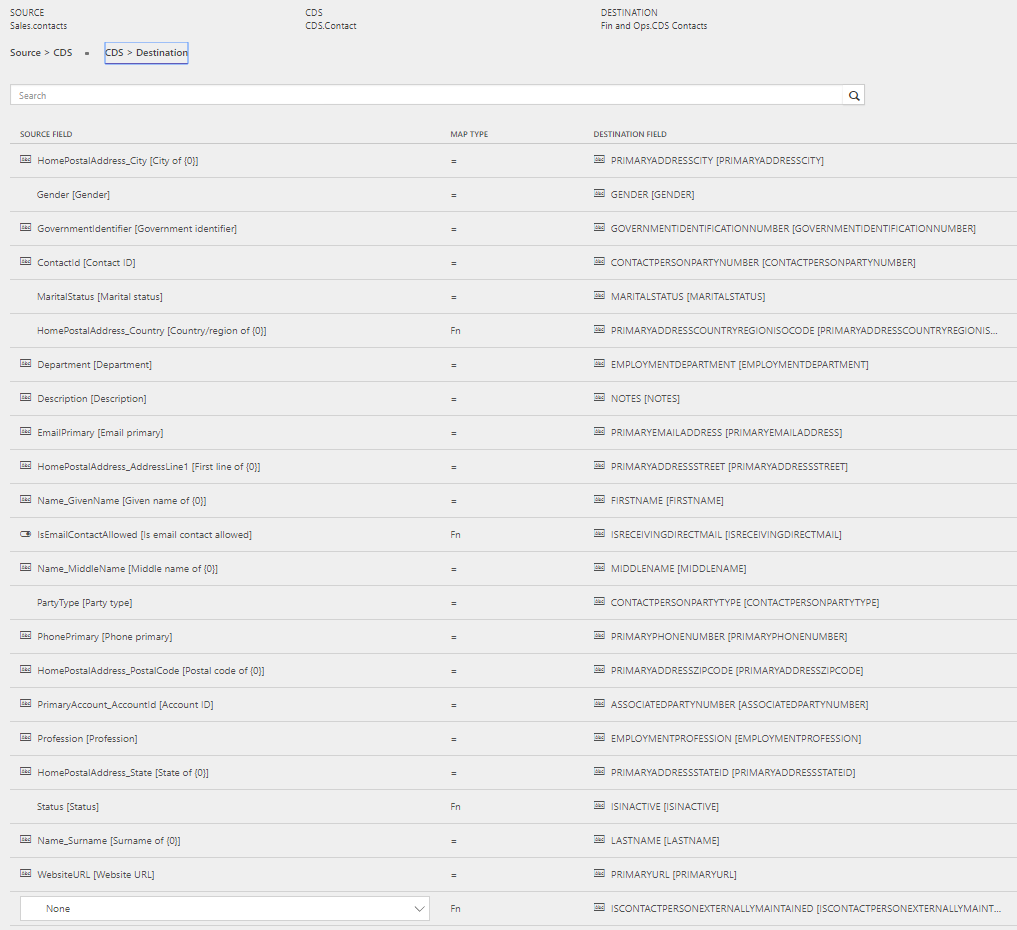 SOURCE CDS DESTINATION
Sales.contacts CDS.Contact Fin and Ops.CDS Contacts
Source > CDS CDS > Destination
Search
SOURCE FIELD MAP TYPE DESTINATION FIELD
HomePostalAddress_City [City of {0}] = PRIMARYADDRESSCITY [PRIMARYADDRESSCITY]
Gender [Gender] = GENDER [GENDER]
GovernmentIdentifier [Government identifier] = GOVERNMENTIDENTIFICATIONNUMBER [GOVERNMENTIDENTIFICATIONNUMBER]
ContactId [Contact ID] = CONTACTPERSONPARTYNUMBER [CONTACTPERSONPARTYNUMBER]
MaritalStatus [Marital status] = MARITALSTATUS [MARITALSTATUS]
HomePostalAddress_Country [Country/region of {0}] Fn PRIMARYADDRESSCOUNTRYREGIONISOCODE [PRIMARYADDRESSCOUNTRYREGIONIS...
Department [Department] = EMPLOYMENTDEPARTMENT [EMPLOYMENTDEPARTMENT]
Description [Description] = NOTES [NOTES]
EmailPrimary [Email primary] = PRIMARYEMAILADDRESS [PRIMARYEMAILADDRESS]
HomePostalAddress_AddressLine1 [First line of {0}] = PRIMARYADDRESSSTREET [PRIMARYADDRESSSTREET]
Name_GivenName [Given name of {0}] = FIRSTNAME [FIRSTNAME]
IsEmailContactAllowed [Is email contact allowed] Fn ISRECEIVINGDIRECTMAIL [ISRECEIVINGDIRECTMAIL]
Name_MiddleName [Middle name of {0}] = MIDDLENAME [MIDDLENAME]
PartyType [Party type] = CONTACTPERSONPARTYTYPE [CONTACTPERSONPARTYTYPE]
PhonePrimary [Phone primary] = PRIMARYPHONENUMBER [PRIMARYPHONENUMBER]
HomePostalAddress_PostalCode [Postal code of {0}] = PRIMARYADDRESSZIPCODE [PRIMARYADDRESSZIPCODE]
PrimaryAccount_AccountId [Account ID] = ASSOCIATEDPARTYNUMBER [ASSOCIATEDPARTYNUMBER]
Profession [Profession] = EMPLOYMENTPROFESSION [EMPLOYMENTPROFESSION]
HomePostalAddress_State [State of {0}] = PRIMARYADDRESSSTATEID [PRIMARYADDRESSSTATEID]
Status [Status] Fn ISINACTIVE [ISINACTIVE]
Name_Surname [Surname of {0}] = LASTNAME [LASTNAME]
WebsiteURL [Website URL] = PRIMARYURL [PRIMARYURL]
None Fn ISCONTACTPERSONEXTERNALLYMAINTAINED [ISCONTACTPERSONEXTERNALLYMAINT...